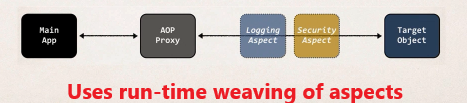 Main
App
AOP
Proxy
Logging
Aspect
Security
Aspect
Target
Object
Uses run-time weaving of aspects